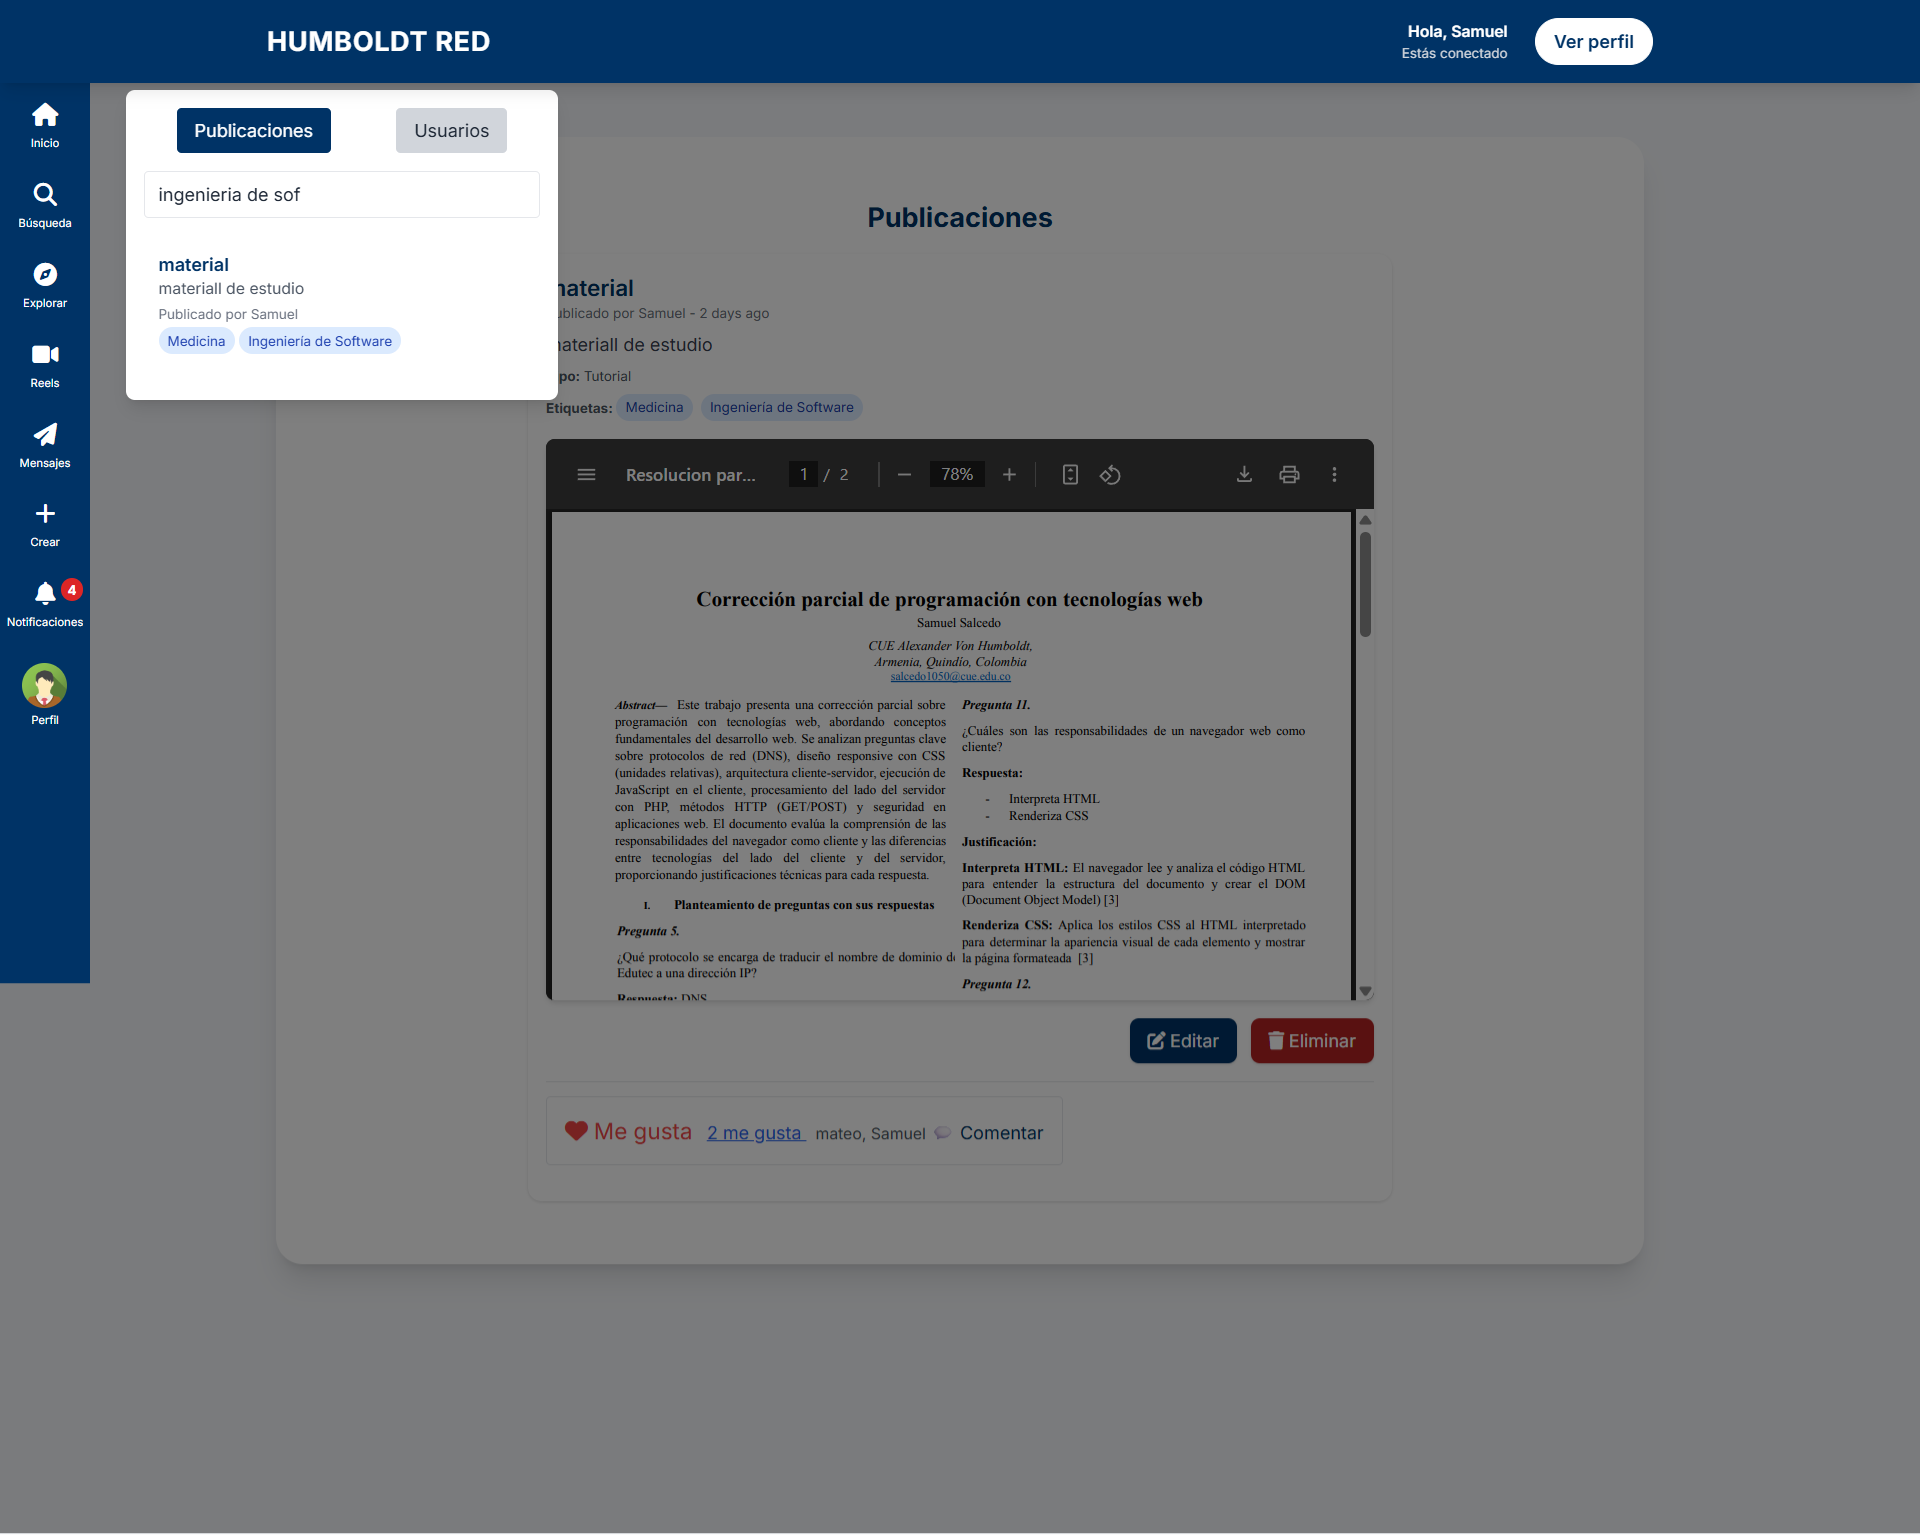 HUMBOLDT RED
Hola, Samuel
Estás conectado
Ver perfil
Inicio
Búsqueda
Explorar
Reels
Mensajes
Crear
4
Notificaciones
Perfil
Publicaciones
Usuarios
ingenieria de sof
material
materiall de estudio
Publicado por Samuel
Medicina
Ingeniería de Software
Publicaciones
material
ublicado por Samuel - 2 days ago
ateriall de estudio
po: Tutorial
Etiquetas: Medicina Ingeniería de Software
Resolucion par... 1 / 2 78%
Corrección parcial de programación con tecnologías web
Samuel Salcedo
CUE Alexander Von Humboldt,
Armenia, Quindío, Colombia
salcedo1050@cue.edu.co
Abstract— Este trabajo presenta una corrección parcial sobre
programación con tecnologías web, abordando conceptos
fundamentales del desarrollo web. Se analizan preguntas clave
sobre protocolos de red (DNS), diseño responsive con CSS
(unidades relativas), arquitectura cliente-servidor, ejecución de
JavaScript en el cliente, procesamiento del lado del servidor
con PHP, métodos HTTP (GET/POST) y seguridad en
aplicaciones web. El documento evalúa la comprensión de las
responsabilidades del navegador como cliente y las diferencias
entre tecnologías del lado del cliente y del servidor,
proporcionando justificaciones técnicas para cada respuesta.
I. Planteamiento de preguntas con sus respuestas
Pregunta 5.
¿Qué protocolo se encarga de traducir el nombre de dominio de
Edutec a una dirección IP?
Respuesta: DNS
Pregunta 11.
¿Cuáles son las responsabilidades de un navegador web como
cliente?
Respuesta:
- Interpreta HTML
- Renderiza CSS
Justificación:
Interpreta HTML: El navegador lee y analiza el código HTML
para entender la estructura del documento y crear el DOM
(Document Object Model) [3]
Renderiza CSS: Aplica los estilos CSS al HTML interpretado
para determinar la apariencia visual de cada elemento y mostrar
la página formateada [3]
Pregunta 12.
Editar
Eliminar
Me gusta 2 me gusta mateo, Samuel Comentar